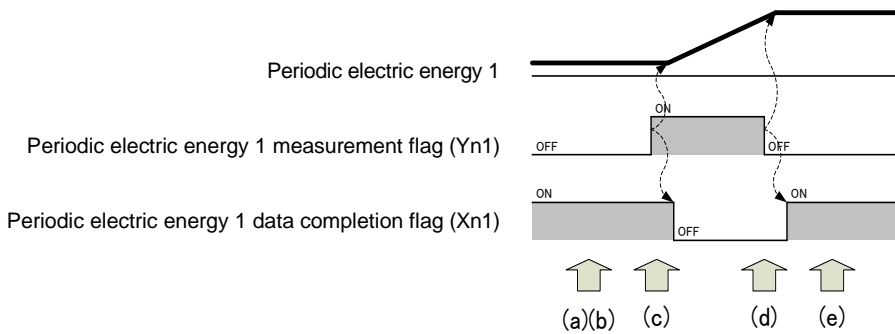 Periodic electric energy 1
ON
Periodic electric energy 1 measurement flag (Yn1)
OFF
OFF
ON
ON
Periodic electric energy 1 data completion flag (Xn1)
OFF
(a)(b) (c) (d) (e)